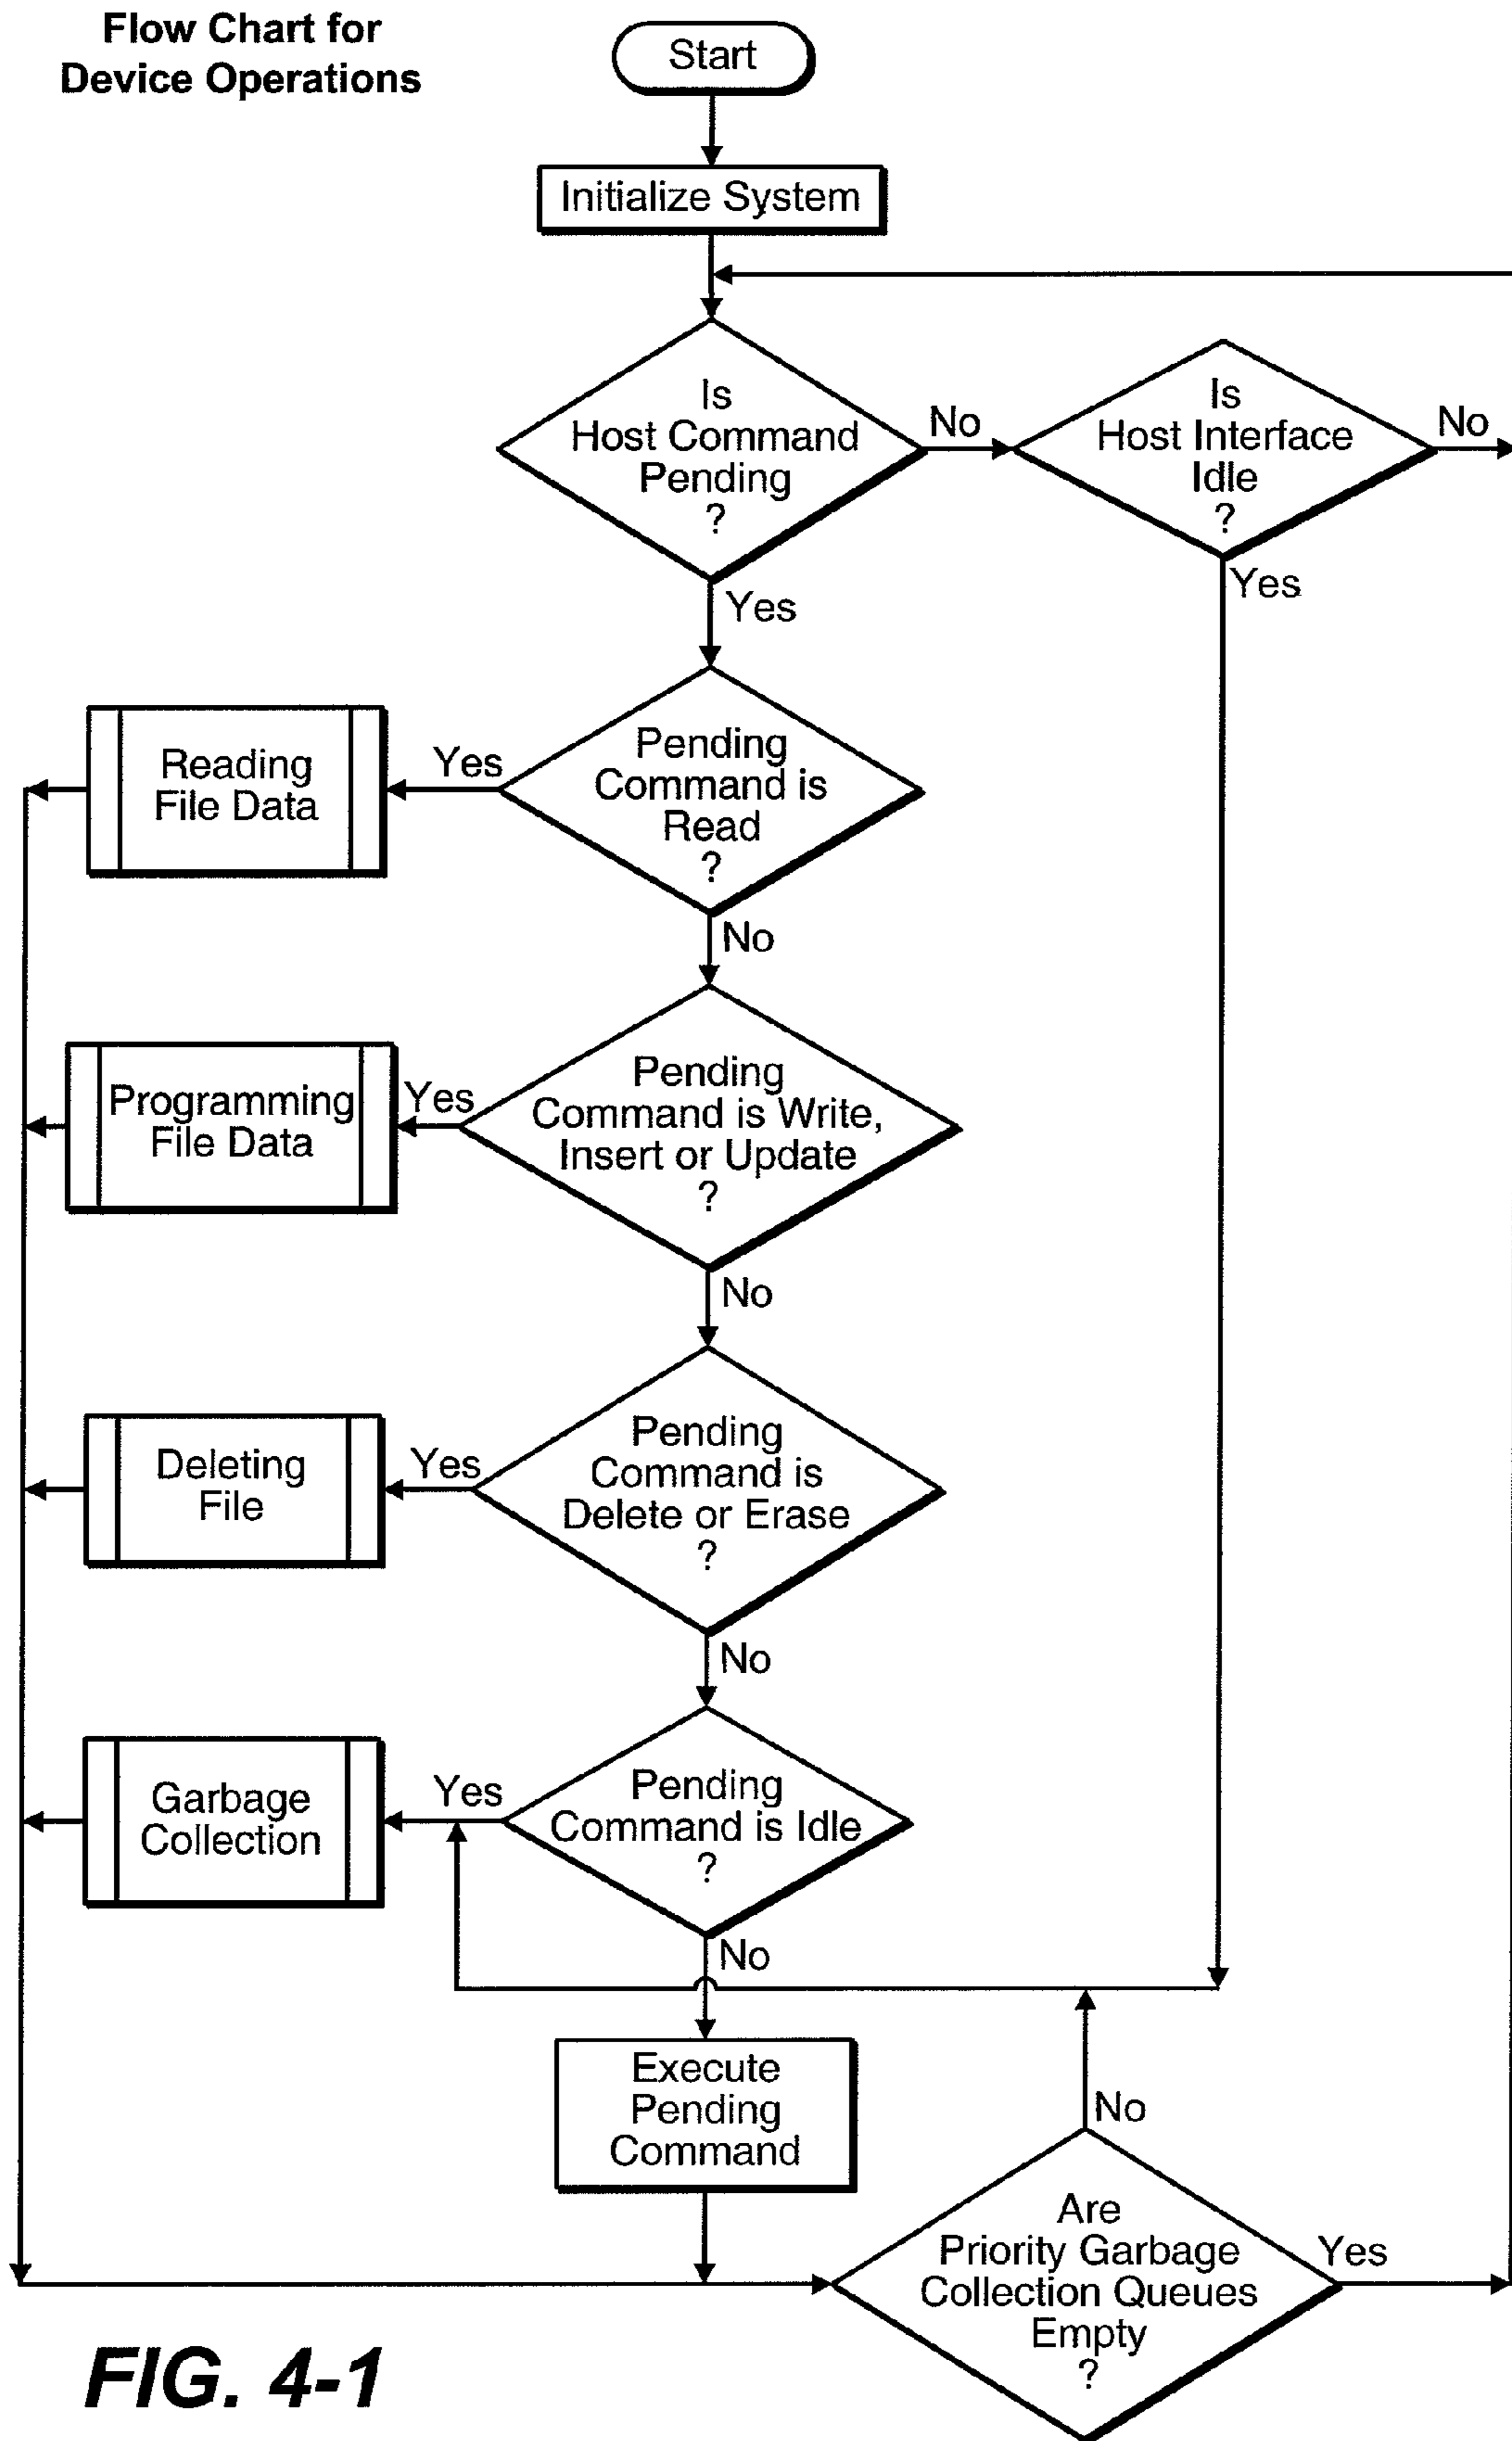 Flow Chart for
Device Operations
Start
Initialize System
Is
Host Command
Pending
?
No
Is
Host Interface
Idle
?
No
Yes
Yes
Pending
Command is
Read
?
Yes
Reading
File Data
No
Pending
Command is Write,
Insert or Update
?
Yes
Programming
File Data
No
Pending
Command is
Delete or Erase
?
Yes
Deleting
File
No
Pending
Command is Idle
?
Yes
Garbage
Collection
No
Execute
Pending
Command
No
Are
Priority Garbage
Collection Queues
Empty
?
Yes
FIG. 4-1